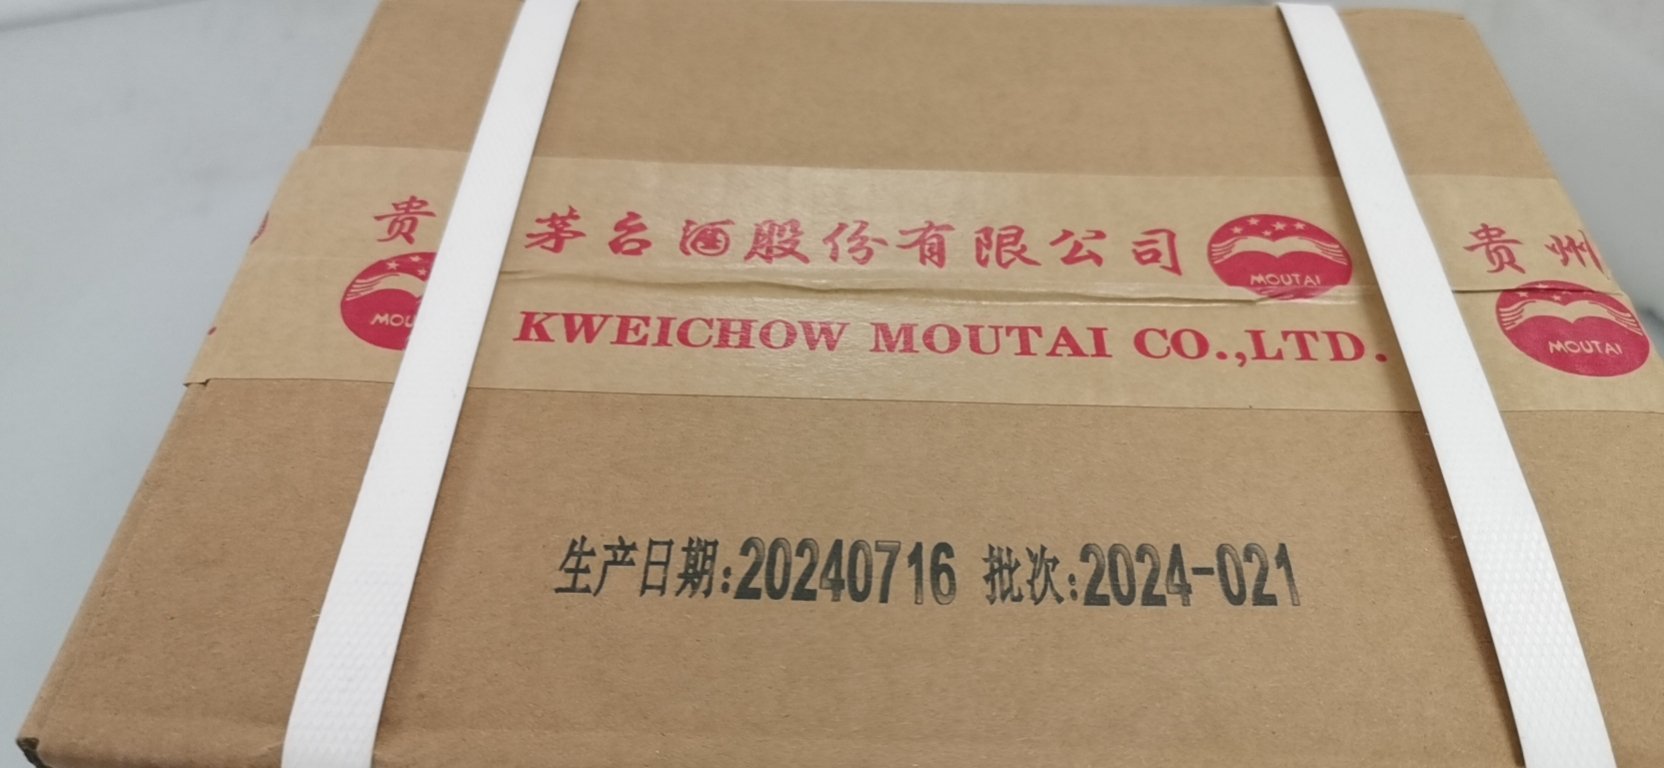 贵 茅台酒股份有限公司 MOUTAI 贵州
MOU KWEICHOW MOUTAI CO.,LTD. MOUTAI
生产日期:20240716 批次:2024-021